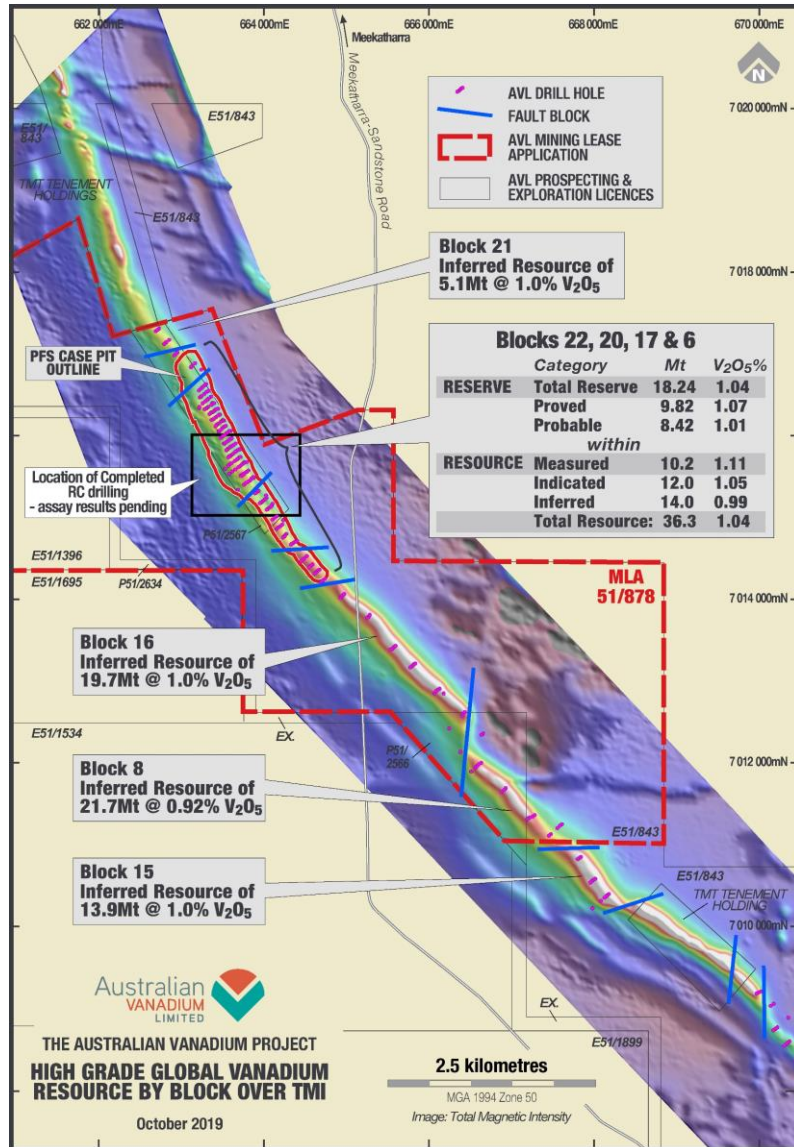 662 000mE
664 000mE
666 000mE
668 000mE
670 000mE
Meekatharra
Meekatharra-Sandstone Road
N
AVL DRILL HOLE
FAULT BLOCK
AVL MINING LEASE
APPLICATION
AVL PROSPECTING &
EXPLORATION LICENCES
7 020 000mN
E51/843
E51/
843
TMT TENEMENT
HOLDINGS
E51/843
Block 21
Inferred Resource of
5.1Mt @ 1.0% V₂O₅
7 018 000mN
PFS CASE PIT
OUTLINE
Blocks 22, 20, 17 & 6
Category Mt V₂O₅%
RESERVE Total Reserve 18.24 1.04
Proved 9.82 1.07
Probable 8.42 1.01
within
RESOURCE Measured 10.2 1.11
Indicated 12.0 1.05
Inferred 14.0 0.99
Total Resource: 36.3 1.04
Location of Completed
RC drilling
- assay results pending
P51/2567
E51/1396
E51/1695
P51/2634
MLA
51/878
7 014 000mN
Block 16
Inferred Resource of
19.7Mt @ 1.0% V₂O₅
E51/1534
EX.
P51/
2566
7 012 000mN
Block 8
Inferred Resource of
21.7Mt @ 0.92% V₂O₅
E51/843
Block 15
Inferred Resource of
13.9Mt @ 1.0% V₂O₅
E51/843
TMT TENEMENT
HOLDING
7 010 000mN
Australian
VANADIUM
LIMITED
EX.
E51/1899
THE AUSTRALIAN VANADIUM PROJECT
HIGH GRADE GLOBAL VANADIUM
RESOURCE BY BLOCK OVER TMI
October 2019
2.5 kilometres
MGA 1994 Zone 50
Image: Total Magnetic Intensity